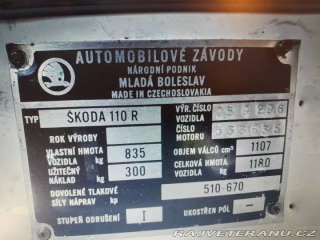 AUTOMOBILOVÉ ZÁVODY
NÁRODNÍ PODNIK
MLADÁ BOLESLAV
MADE IN CZECHOSLOVAKIA
TYP ŠKODA 110 R
VÝR. ČÍSLO VOZIDLA
ČÍSLO MOTORU
ROK VÝROBY
VLASTNÍ HMOTA VOZIDLA kg 835
OBJEM VÁLCŮ cm³ 1107
UŽITEČNÝ NÁKLAD kg 300
CELKOVÁ HMOTA VOZIDLA kg 1180
DOVOLENÉ TLAKOVÉ SÍLY NÁPRAV kg 510-670
STUPEŇ ODRUŠENÍ I
UKOSTŘEN PÓL -
RAJVETERANU.CZ